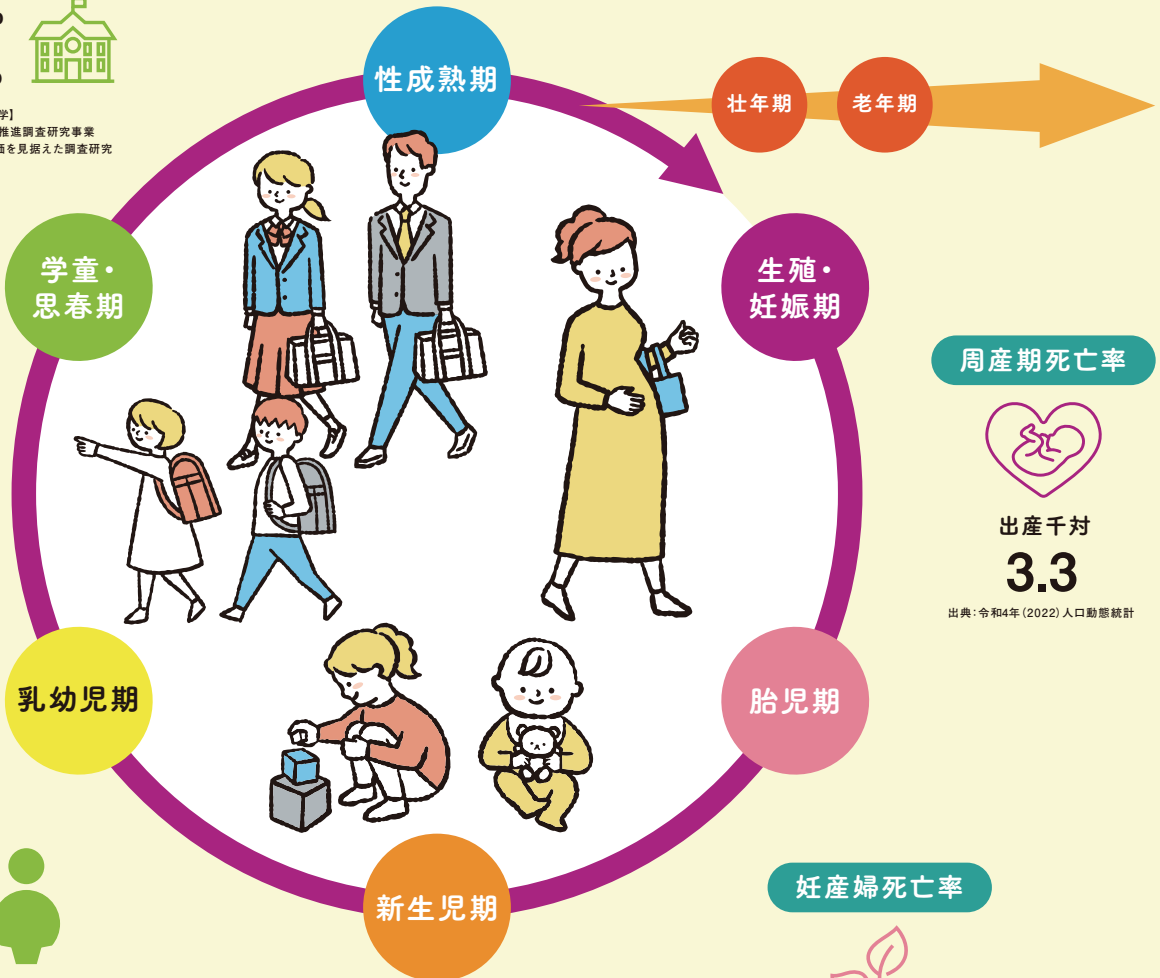 学】
推進調査研究事業
価を見据えた調査研究
性成熟期
壮年期
老年期
学童・
思春期
生殖・
妊娠期
周産期死亡率
出産千対
3.3
出典：令和4年（2022）人口動態統計
乳幼児期
胎児期
新生児期
妊産婦死亡率